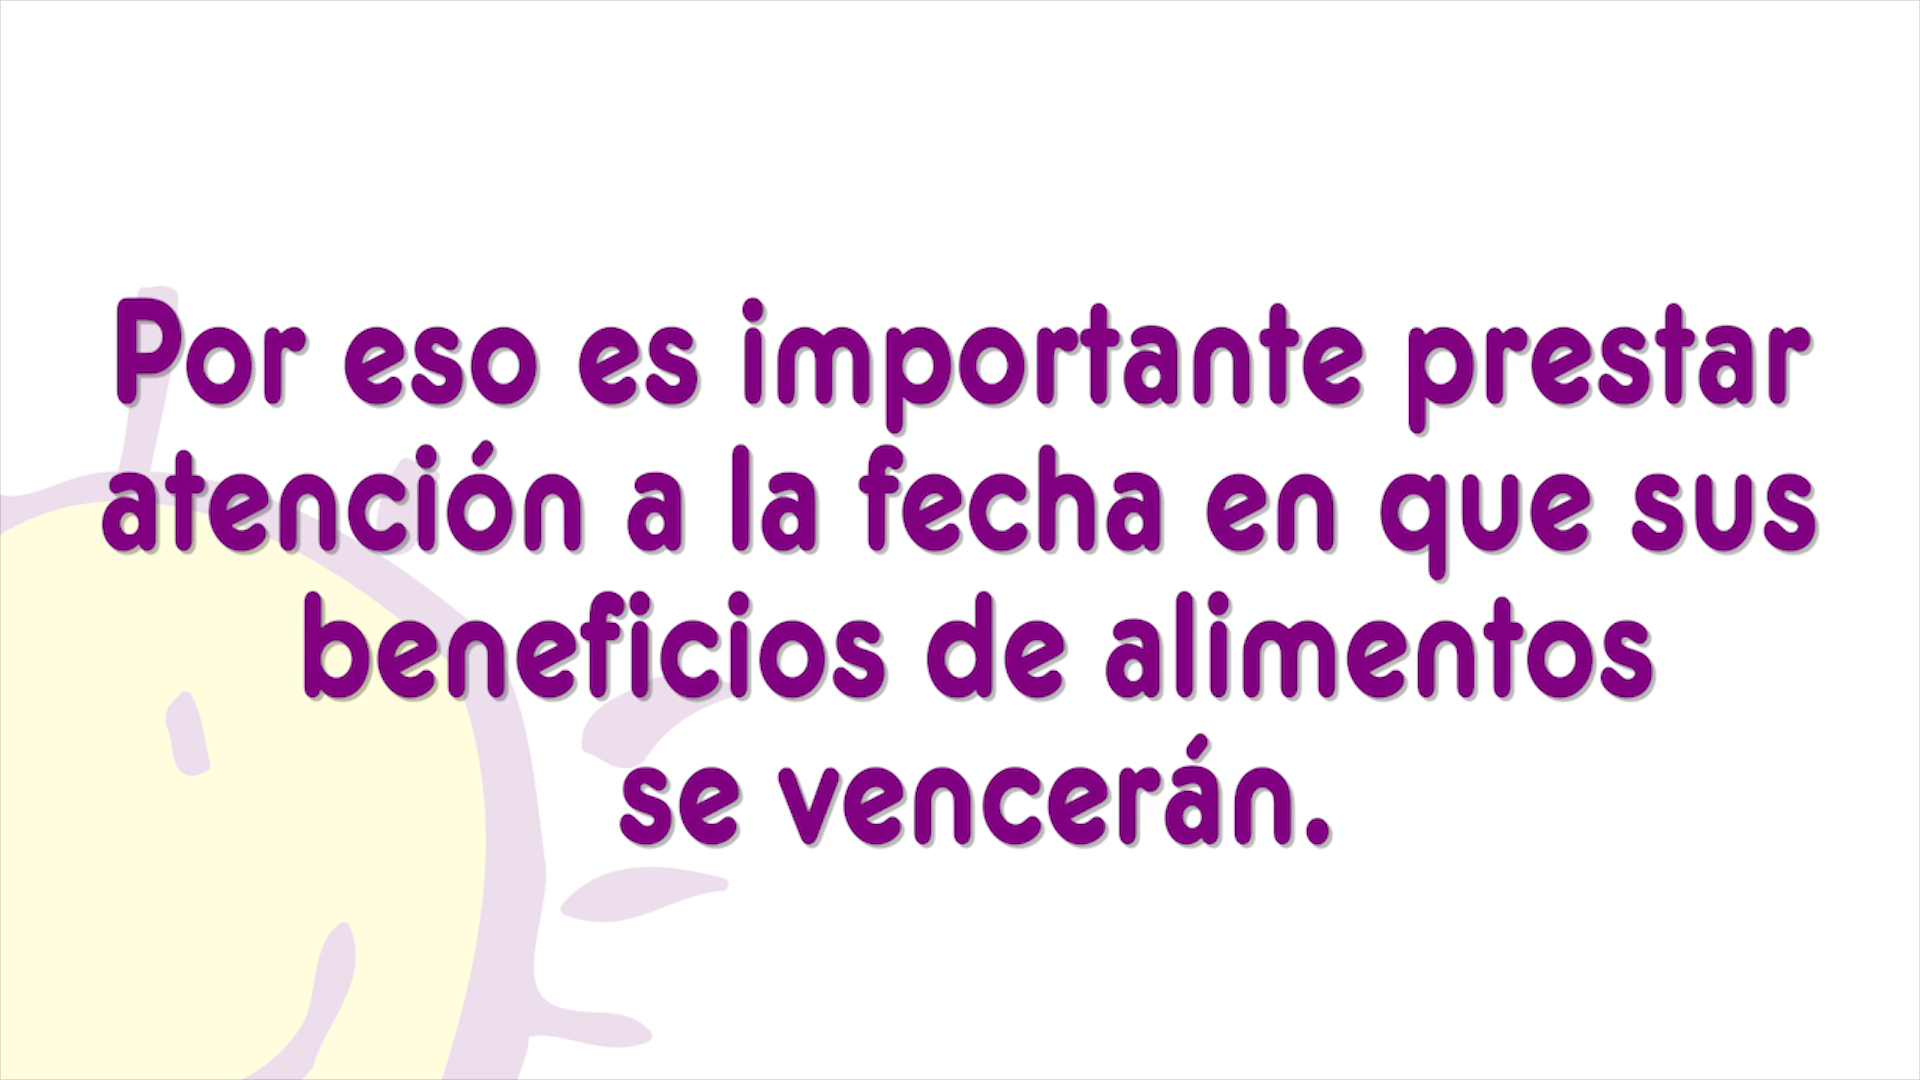 Por eso es importante prestar
atención a la fecha en que sus
beneficios de alimentos
se vencerán.